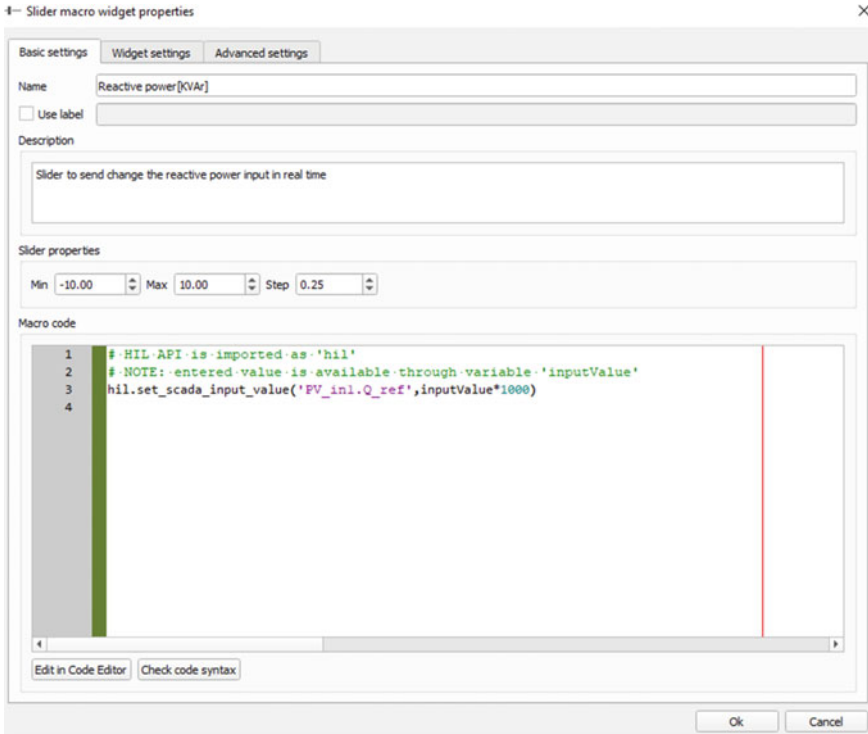 Slider macro widget properties
Basic settings Widget settings Advanced settings
Name Reactive power[KVAr]
Use label
Description
Slider to send change the reactive power input in real time
Slider properties
Min -10.00 Max 10.00 Step 0.25
Macro code
1 #·HIL·API·is·imported·as·'hil'
2 #·NOTE:·entered·value·is·available·through·variable·'inputValue'
3 hil.set_scada_input_value('PV_in1.Q_ref',inputValue*1000)
4
Edit in Code Editor Check code syntax
Ok Cancel